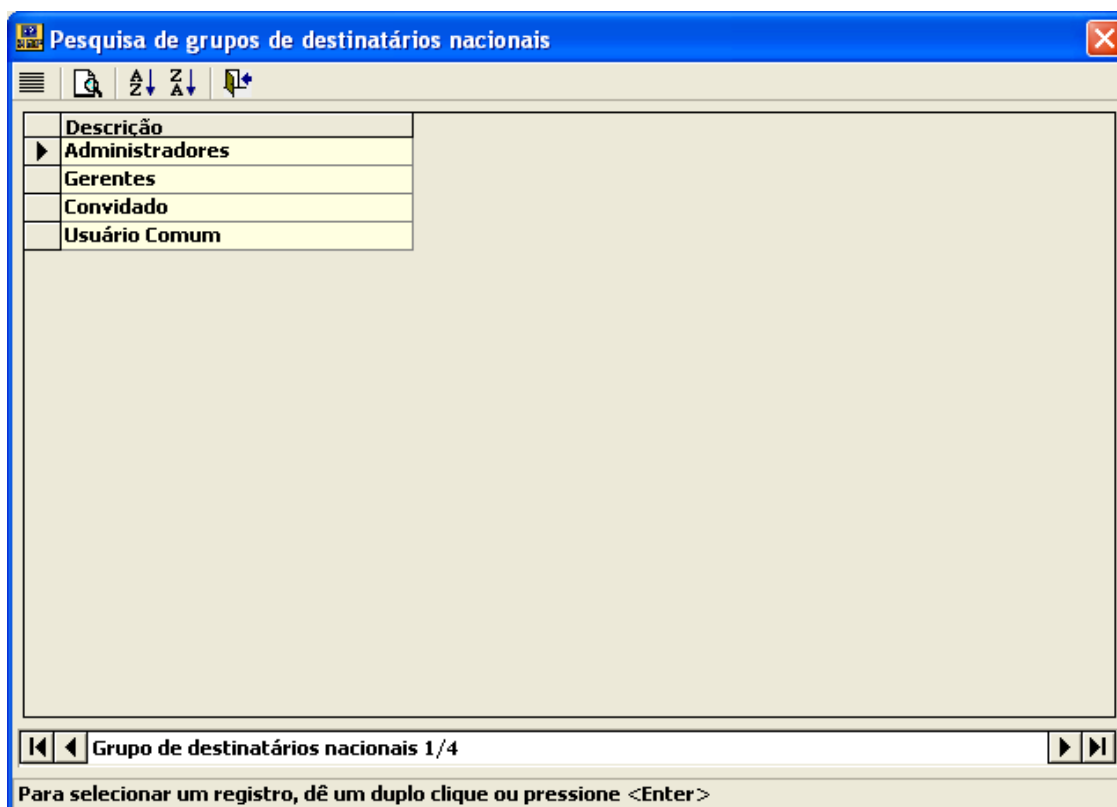 Pesquisa de grupos de destinatários nacionais
Descrição
Administradores
Gerentes
Convidado
Usuário Comum
Grupo de destinatários nacionais 1/4
Para selecionar um registro, dê um duplo clique ou pressione <Enter>